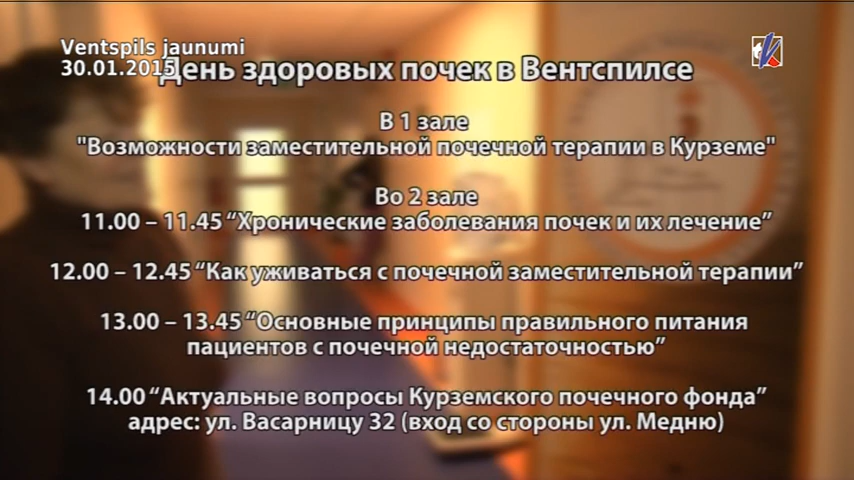 Ventspils jaunumi
30.01.2015
День здоровых почек в Вентспилсе
В 1 зале
"Возможности заместительной почечной терапии в Курземе"
Во 2 зале
11.00 – 11.45 “Хронические заболевания почек и их лечение”
12.00 – 12.45 “Как уживаться с почечной заместительной терапии”
13.00 – 13.45 “Основные принципы правильного питания
пациентов с почечной недостаточностью”
14.00 “Актуальные вопросы Курземского почечного фонда”
адрес: ул. Васарницу 32 (вход со стороны ул. Медню)